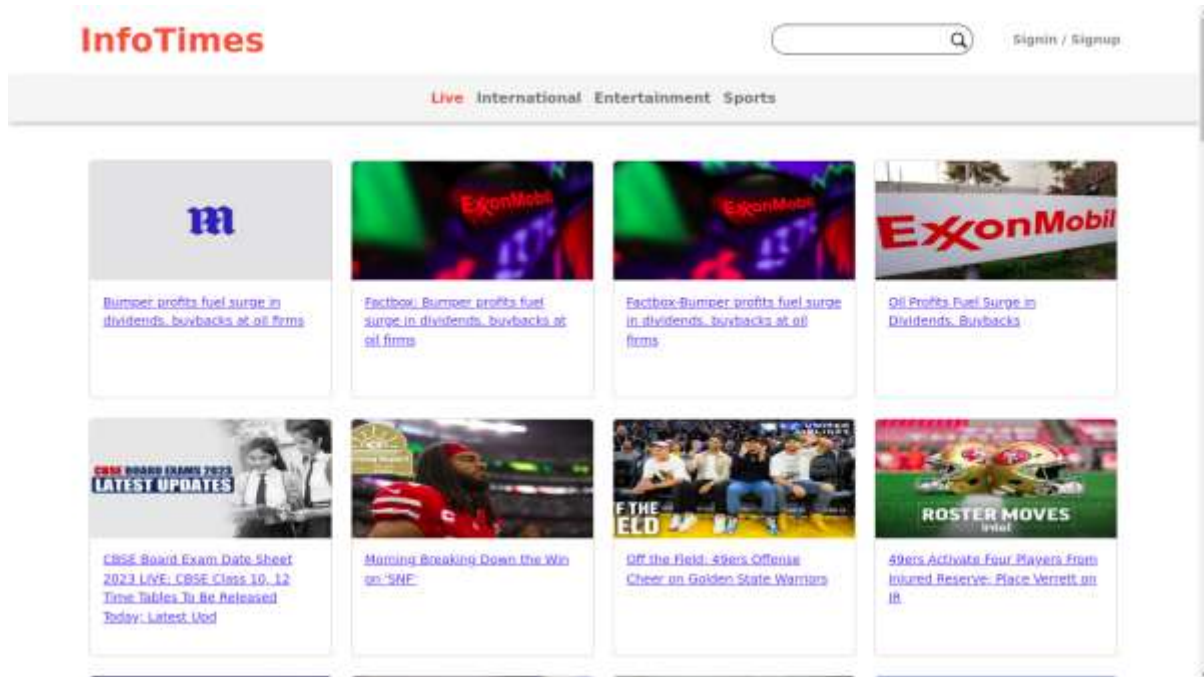 InfoTimes
Signin / Signup
Live International Entertainment Sports
m
ExxonMobil
ExxonMobil
ExxonMobil
Bumper profits fuel surge in
dividends, buybacks at oil firms
Factbox: Bumper profits fuel
surge in dividends, buybacks at
oil firms
Factbox-Bumper profits fuel surge
in dividends, buybacks at oil
firms
Oil Profits Fuel Surge in
Dividends, Buybacks
CBSE BOARD EXAMS 2023
LATEST UPDATES
UNITED
AIRLINES
F THE
ELD
ROSTER MOVES
intel
CBSE Board Exam Date Sheet
2023 LIVE: CBSE Class 10, 12
Time Tables To Be Released
Today; Latest Upd
Morning Breaking Down the Win
on 'SNF'
Off the Field: 49ers Offense
Cheer on Golden State Warriors
49ers Activate Four Players From
Injured Reserve; Place Verrett on
IR